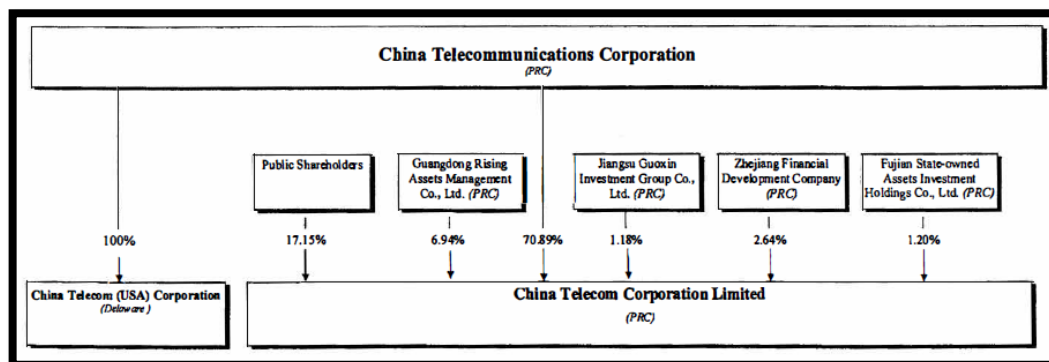 China Telecommunications Corporation
(PRC)
Public Shareholders
Guangdong Rising
Assets Management
Co., Ltd. (PRC)
Jiangsu Guoxin
Investment Group Co.,
Ltd. (PRC)
Zhejiang Financial
Development Company
(PRC)
Fujian State-owned
Assets Investment
Holdings Co., Ltd. (PRC)
100%
17.15%
6.94%
70.89%
1.18%
2.64%
1.20%
China Telecom (USA) Corporation
(Delaware)
China Telecom Corporation Limited
(PRC)